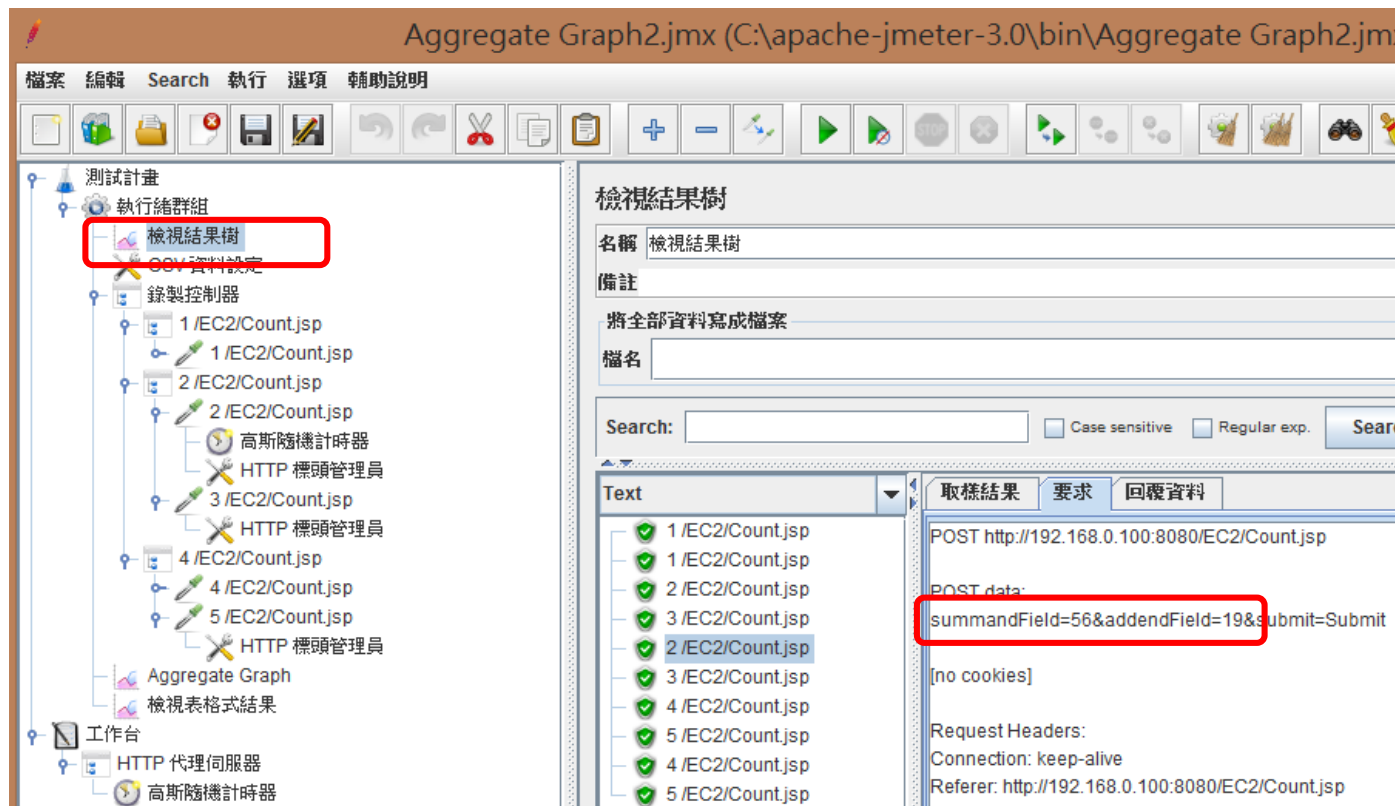 Aggregate Graph2.jmx (C:\apache-jmeter-3.0\bin\Aggregate Graph2.jmx
檔案 編輯 Search 執行 選項 輔助說明
STOP
測試計畫
執行緒群組
檢視結果樹
CSV 資料設定
錄製控制器
1 /EC2/Count.jsp
1 /EC2/Count.jsp
2 /EC2/Count.jsp
2 /EC2/Count.jsp
高斯隨機計時器
HTTP 標頭管理員
3 /EC2/Count.jsp
HTTP 標頭管理員
4 /EC2/Count.jsp
4 /EC2/Count.jsp
5 /EC2/Count.jsp
HTTP 標頭管理員
Aggregate Graph
檢視表格式結果
工作台
HTTP 代理伺服器
高斯隨機計時器
檢視結果樹
名稱 檢視結果樹
備註
將全部資料寫成檔案
檔名
Search: Case sensitive Regular exp. Sear
Text
1 /EC2/Count.jsp
1 /EC2/Count.jsp
2 /EC2/Count.jsp
3 /EC2/Count.jsp
2 /EC2/Count.jsp
3 /EC2/Count.jsp
4 /EC2/Count.jsp
5 /EC2/Count.jsp
4 /EC2/Count.jsp
5 /EC2/Count.jsp
取樣結果 要求 回覆資料
POST http://192.168.0.100:8080/EC2/Count.jsp
POST data:
summandField=56&addendField=19&submit=Submit
[no cookies]
Request Headers:
Connection: keep-alive
Referer: http://192.168.0.100:8080/EC2/Count.jsp